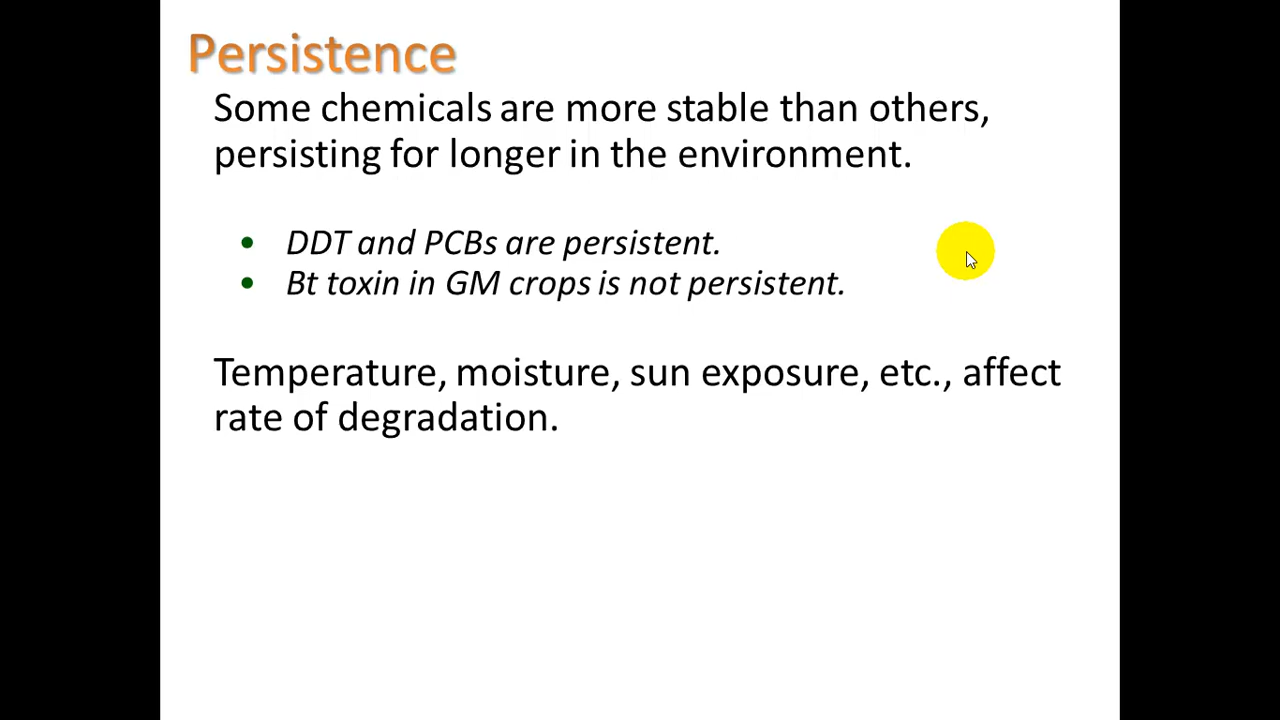 Persistence
Some chemicals are more stable than others,
persisting for longer in the environment.
• DDT and PCBs are persistent.
• Bt toxin in GM crops is not persistent.
Temperature, moisture, sun exposure, etc., affect
rate of degradation.